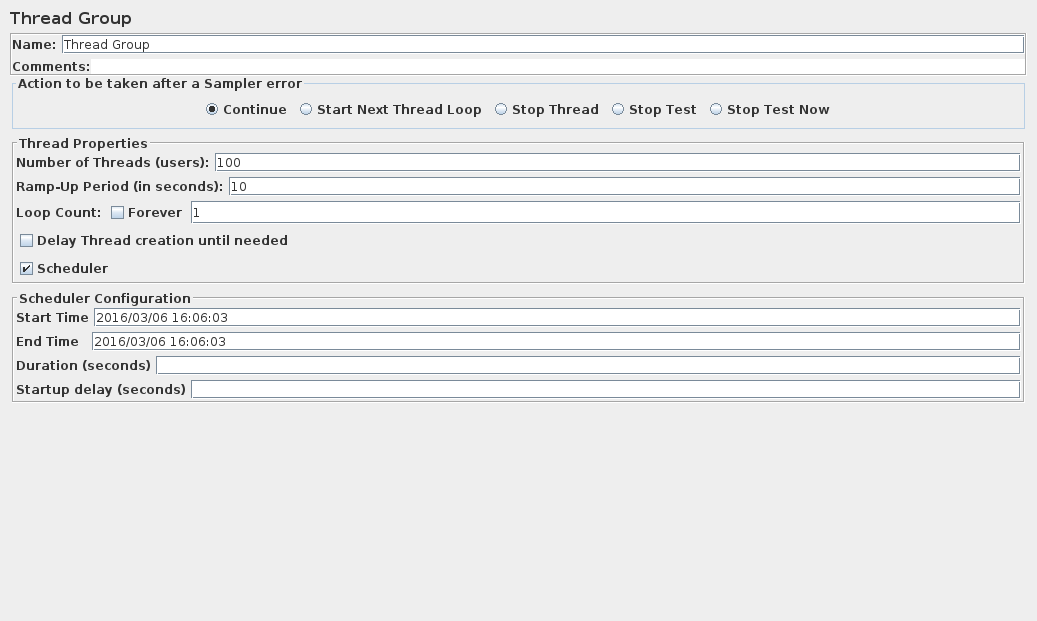 Thread Group
Name: Thread Group
Comments:
Action to be taken after a Sampler error
Continue Start Next Thread Loop Stop Thread Stop Test Stop Test Now
Thread Properties
Number of Threads (users): 100
Ramp-Up Period (in seconds): 10
Loop Count: Forever 1
Delay Thread creation until needed
Scheduler
Scheduler Configuration
Start Time 2016/03/06 16:06:03
End Time 2016/03/06 16:06:03
Duration (seconds)
Startup delay (seconds)